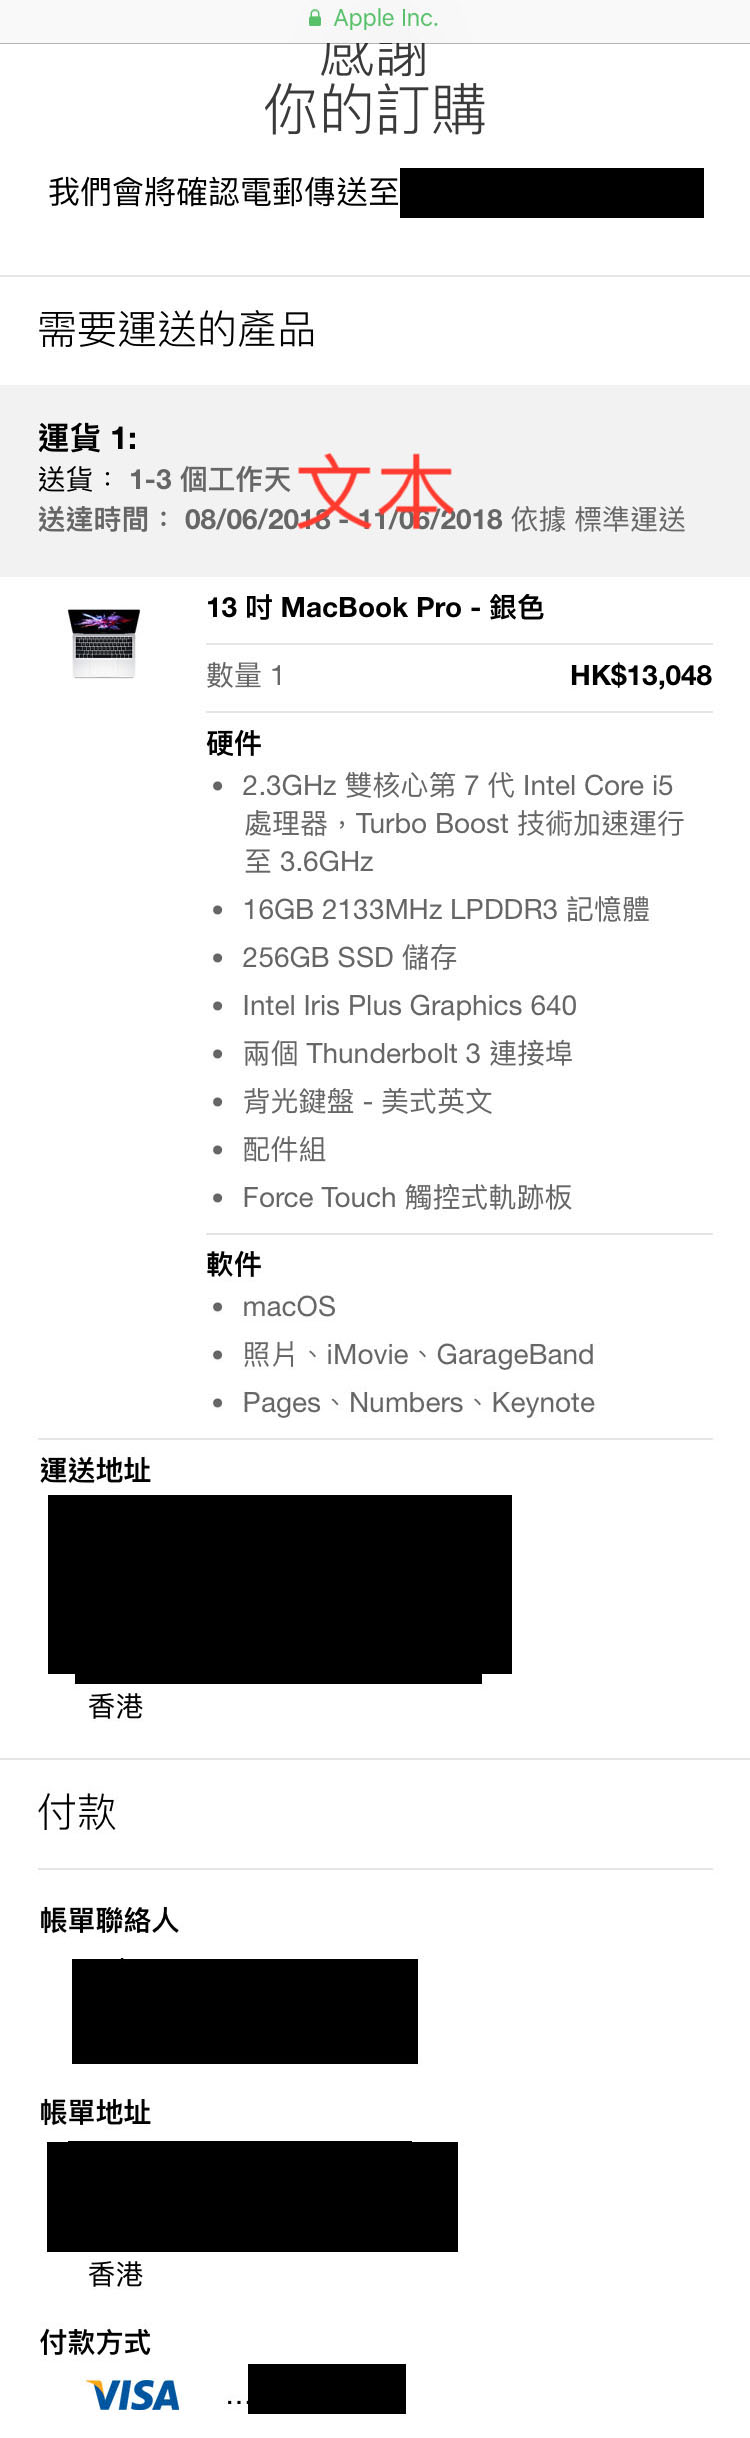 Apple Inc.
感謝
你的訂購
我們會將確認電郵傳送至
需要運送的產品
運貨 1:
送貨： 1-3 個工作天
文本
送達時間： 08/06/2018 - 11/06/2018 依據 標準運送
13 吋 MacBook Pro - 銀色
數量 1 HK$13,048
硬件
• 2.3GHz 雙核心第 7 代 Intel Core i5
處理器，Turbo Boost 技術加速運行
至 3.6GHz
• 16GB 2133MHz LPDDR3 記憶體
• 256GB SSD 儲存
• Intel Iris Plus Graphics 640
• 兩個 Thunderbolt 3 連接埠
• 背光鍵盤 - 美式英文
• 配件組
• Force Touch 觸控式軌跡板
軟件
• macOS
• 照片、iMovie、GarageBand
• Pages、Numbers、Keynote
運送地址
香港
付款
帳單聯絡人
帳單地址
香港
付款方式
VISA ...